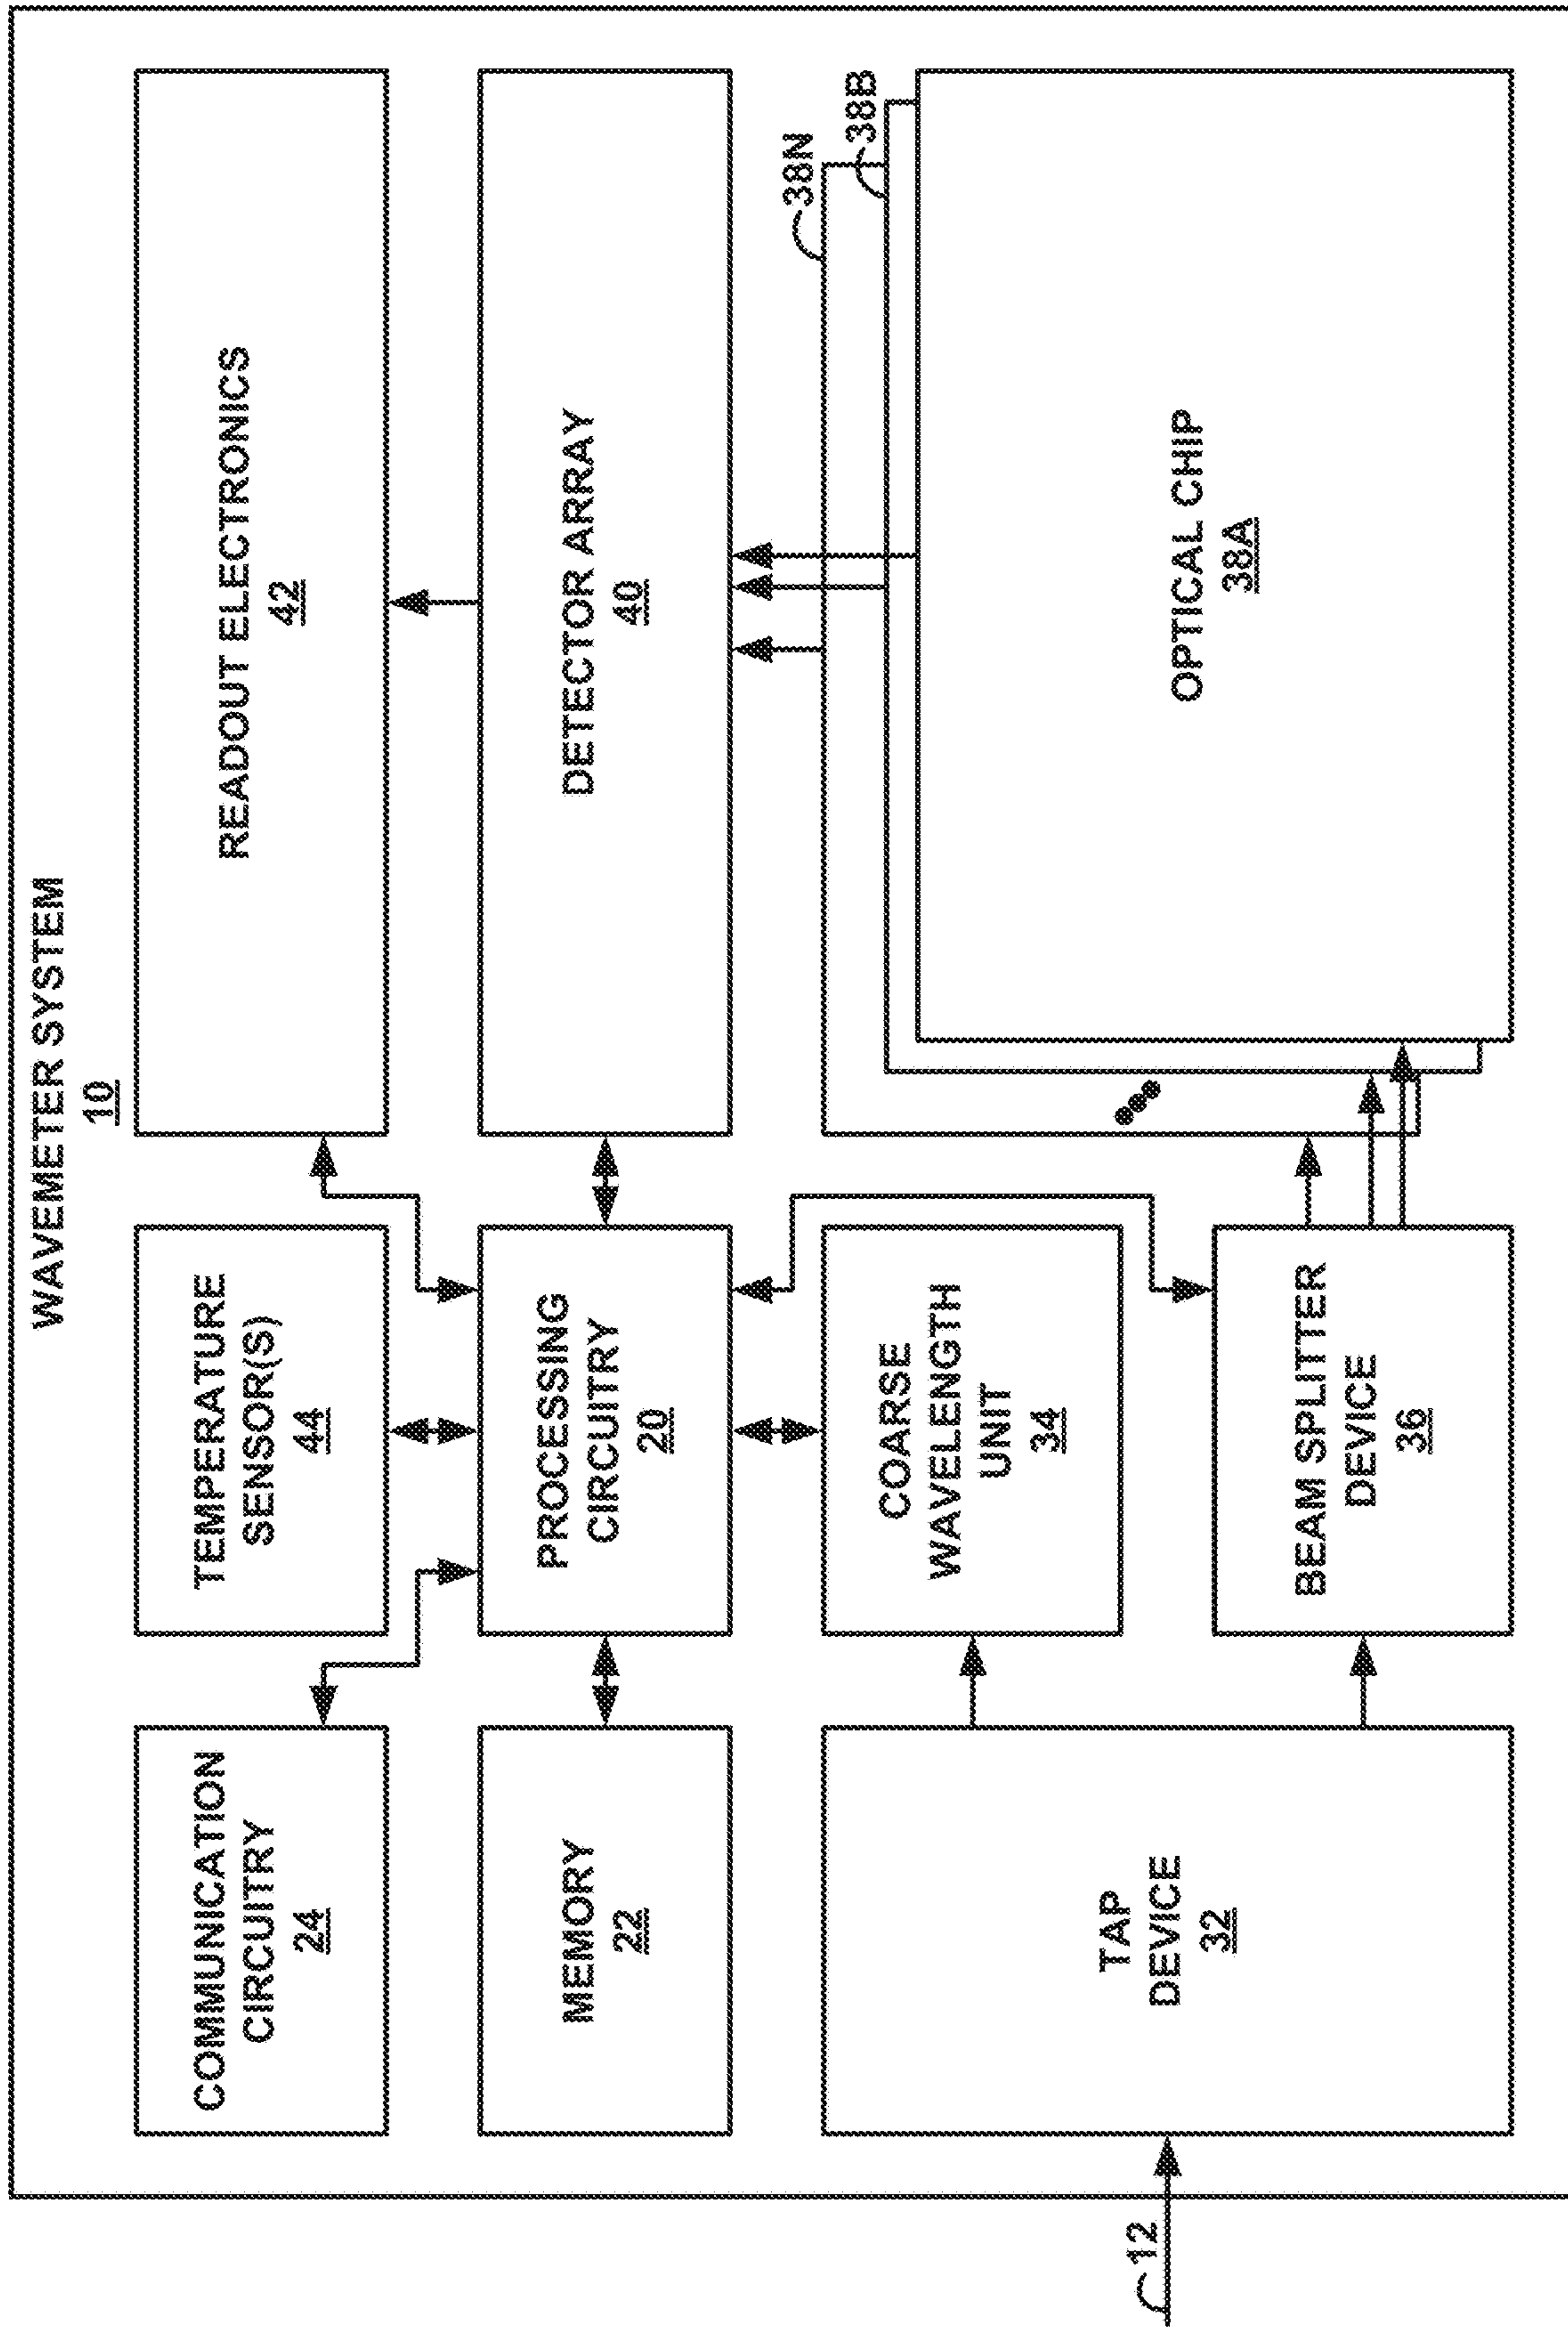 WAVEMETER SYSTEM
10
COMMUNICATION
CIRCUITRY
24
TEMPERATURE
SENSOR(S)
44
READOUT ELECTRONICS
42
MEMORY
22
PROCESSING
CIRCUITRY
20
DETECTOR ARRAY
40
12
TAP
DEVICE
32
COARSE
WAVELENGTH
UNIT
34
BEAM SPLITTER
DEVICE
36
38N
38B
OPTICAL CHIP
38A